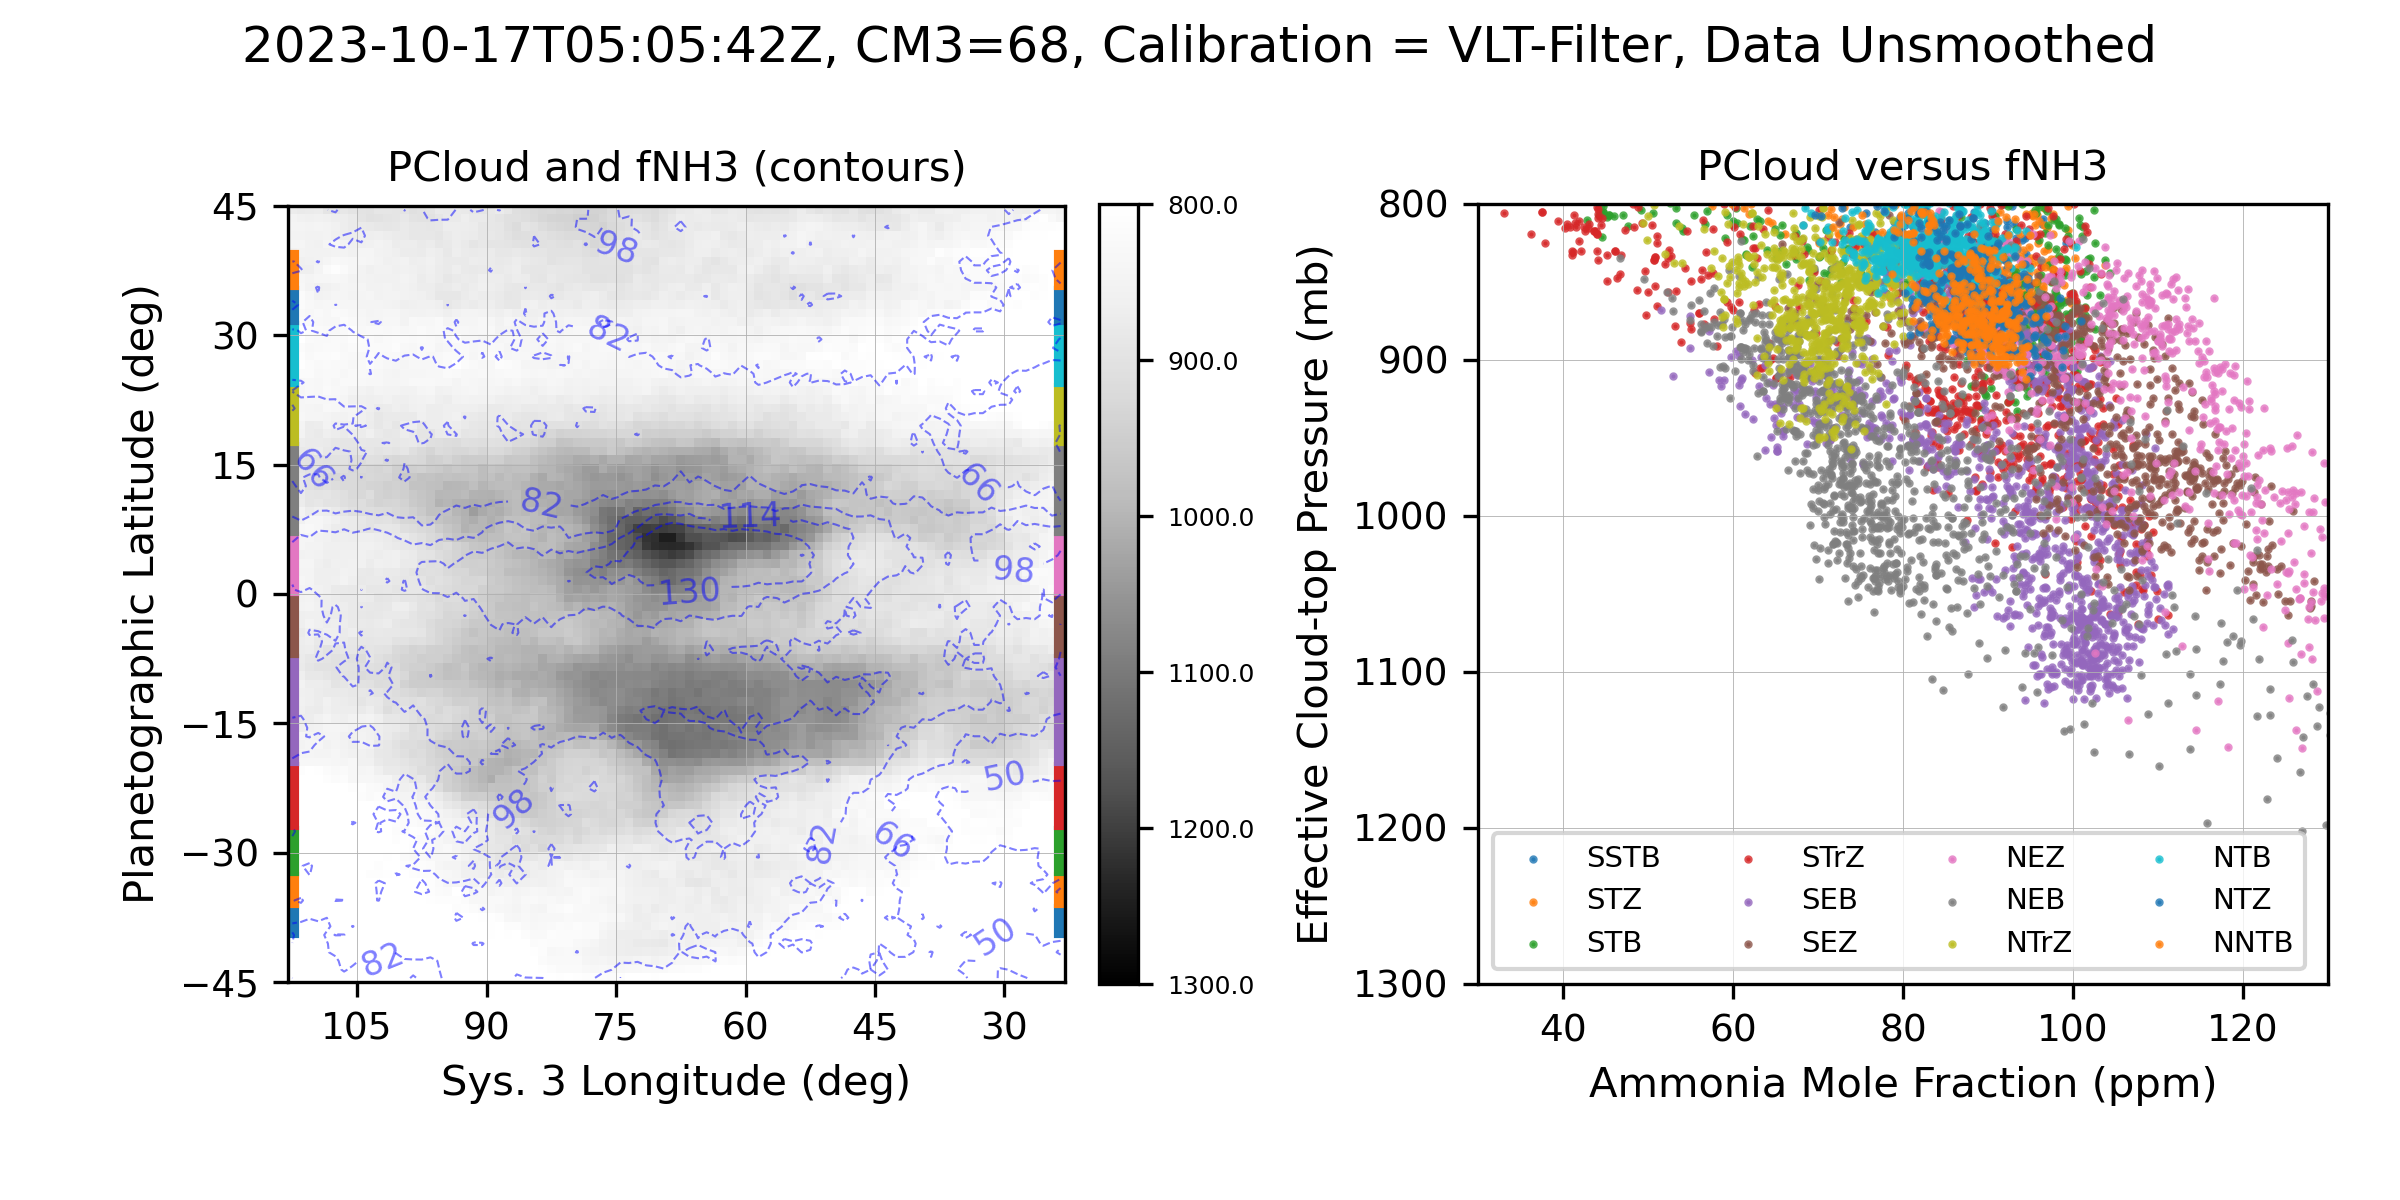 2023-10-17T05:05:42Z, CM3=68, Calibration = VLT-Filter, Data Unsmoothed
PCloud and fNH3 (contours)
Planetographic Latitude (deg)
45
30
15
0
−15
−30
−45
105 90 75 60 45 30
Sys. 3 Longitude (deg)
98
82
66
82
114
66
98
130
50
98
82
66
50
82
800.0
900.0
1000.0
1100.0
1200.0
1300.0
PCloud versus fNH3
Effective Cloud-top Pressure (mb)
800
900
1000
1100
1200
1300
SSTB STrZ NEZ NTB
STZ SEB NEB NTZ
STB SEZ NTrZ NNTB
40 60 80 100 120
Ammonia Mole Fraction (ppm)